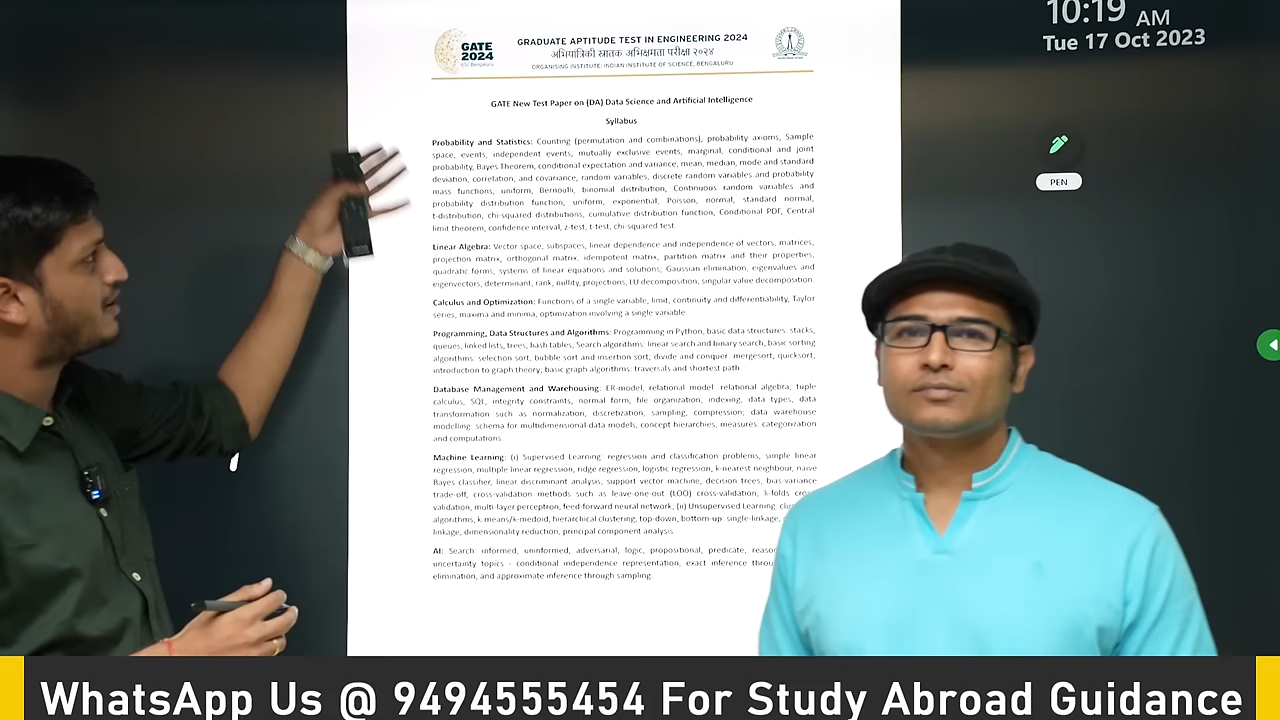 10:19 AM
Tue 17 Oct 2023
GATE
2024
IISc Bengaluru
GRADUATE APTITUDE TEST IN ENGINEERING 2024
अभियांत्रिकी स्नातक अभिक्षमता परीक्षा २०२४
ORGANISING INSTITUTE: INDIAN INSTITUTE OF SCIENCE, BENGALURU
GATE New Test Paper on (DA) Data Science and Artificial Intelligence
Syllabus
Probability and Statistics: Counting (permutation and combinations), probability axioms, Sample
space, events, independent events, mutually exclusive events, marginal, conditional and joint
probability, Bayes Theorem, conditional expectation and variance, mean, median, mode and standard
deviation, correlation, and covariance, random variables, discrete random variables and probability
mass functions, uniform, Bernoulli, binomial distribution, Continuous random variables and
probability distribution function, uniform, exponential, Poisson, normal, standard normal,
t-distribution, chi-squared distributions, cumulative distribution function, Conditional PDF, Central
limit theorem, confidence interval, z-test, t-test, chi-squared test.
Linear Algebra: Vector space, subspaces, linear dependence and independence of vectors, matrices,
projection matrix, orthogonal matrix, idempotent matrix, partition matrix and their properties,
quadratic forms, systems of linear equations and solutions; Gaussian elimination, eigenvalues and
eigenvectors, determinant, rank, nullity, projections, LU decomposition, singular value decomposition.
Calculus and Optimization: Functions of a single variable, limit, continuity and differentiability, Taylor
series, maxima and minima, optimization involving a single variable.
Programming, Data Structures and Algorithms: Programming in Python, basic data structures: stacks,
queues, linked lists, trees, hash tables; Search algorithms: linear search and binary search, basic sorting
algorithms: selection sort, bubble sort and insertion sort; divide and conquer: mergesort, quicksort;
introduction to graph theory; basic graph algorithms: traversals and shortest path.
Database Management and Warehousing: ER-model, relational model: relational algebra, tuple
calculus, SQL, integrity constraints, normal form, file organization, indexing, data types, data
transformation such as normalization, discretization, sampling, compression; data warehouse
modelling: schema for multidimensional data models, concept hierarchies, measures: categorization
and computations.
Machine Learning: (i) Supervised Learning: regression and classification problems, simple linear
regression, multiple linear regression, ridge regression, logistic regression, k-nearest neighbour, naive
Bayes classifier, linear discriminant analysis, support vector machine, decision trees, bias-variance
trade-off, cross-validation methods such as leave-one-out (LOO) cross-validation, k-folds
validation, multi-layer perceptron, feed-forward neural network; (ii) Unsupervised Learning:
algorithms, k-means/k-medoid, hierarchical clustering, top-down, bottom-up: single-linkage,
linkage, dimensionality reduction, principal component analysis.
AI: Search: informed, uninformed, adversarial; logic, propositional, predicate;
uncertainty topics - conditional independence representation, exact inference
elimination, and approximate inference through sampling.
PEN
WhatsApp Us @ 9494555454 For Study Abroad Guidance